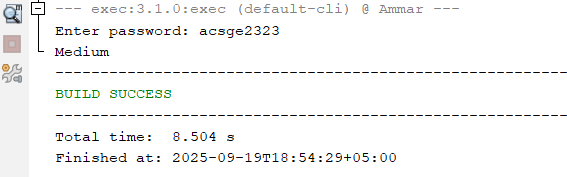 --- exec:3.1.0:exec (default-cli) @ Ammar ---
Enter password: acsge2323
Medium
------------------------------------------------------------------------
BUILD SUCCESS
------------------------------------------------------------------------
Total time:  8.504 s
Finished at: 2025-09-19T18:54:29+05:00